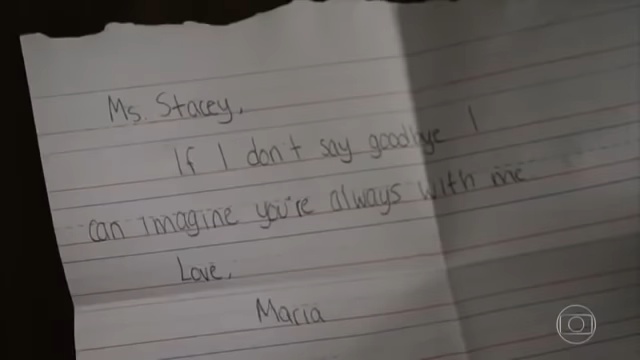 Ms. Stacey,
If I don't say goodbye I
can imagine you're always with me
Love,
Maria